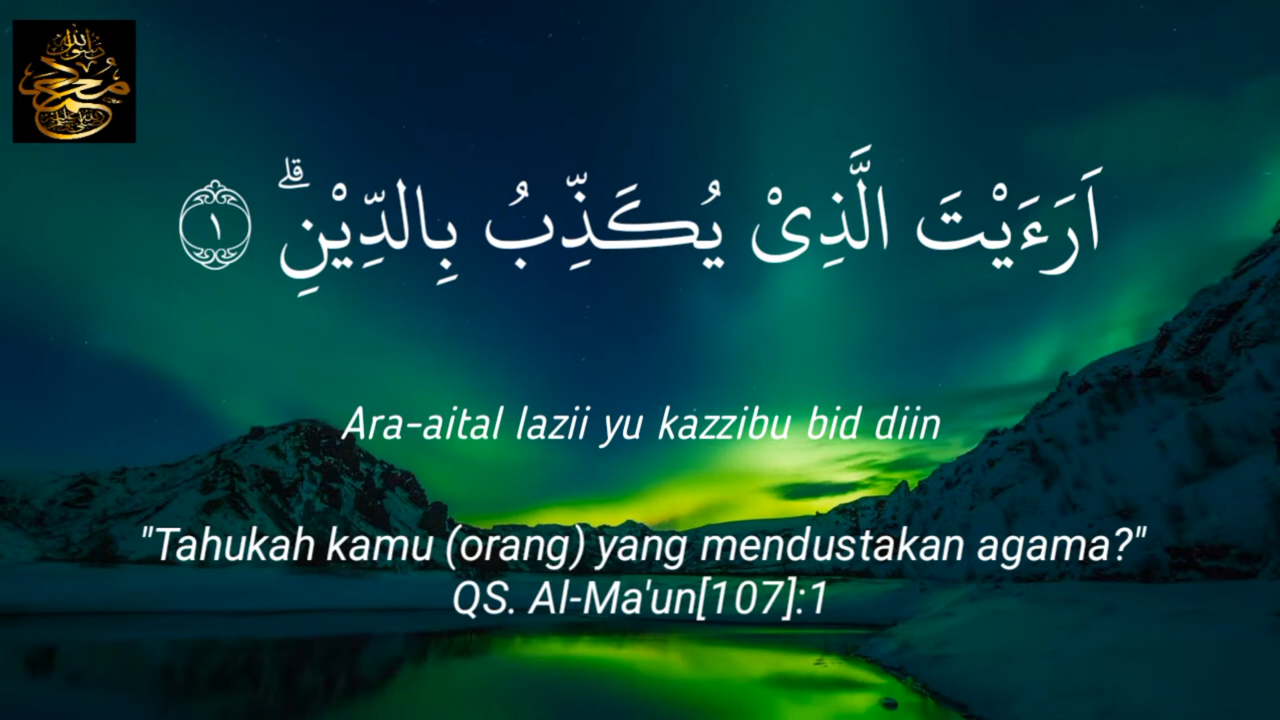 اَرَءَيْتَ الَّذِيْ يُكَذِّبُ بِالدِّيْنِۗ ١
Ara-aital lazii yu kazzibu bid diin
"Tahukah kamu (orang) yang mendustakan agama?"
QS. Al-Ma'un[107]:1